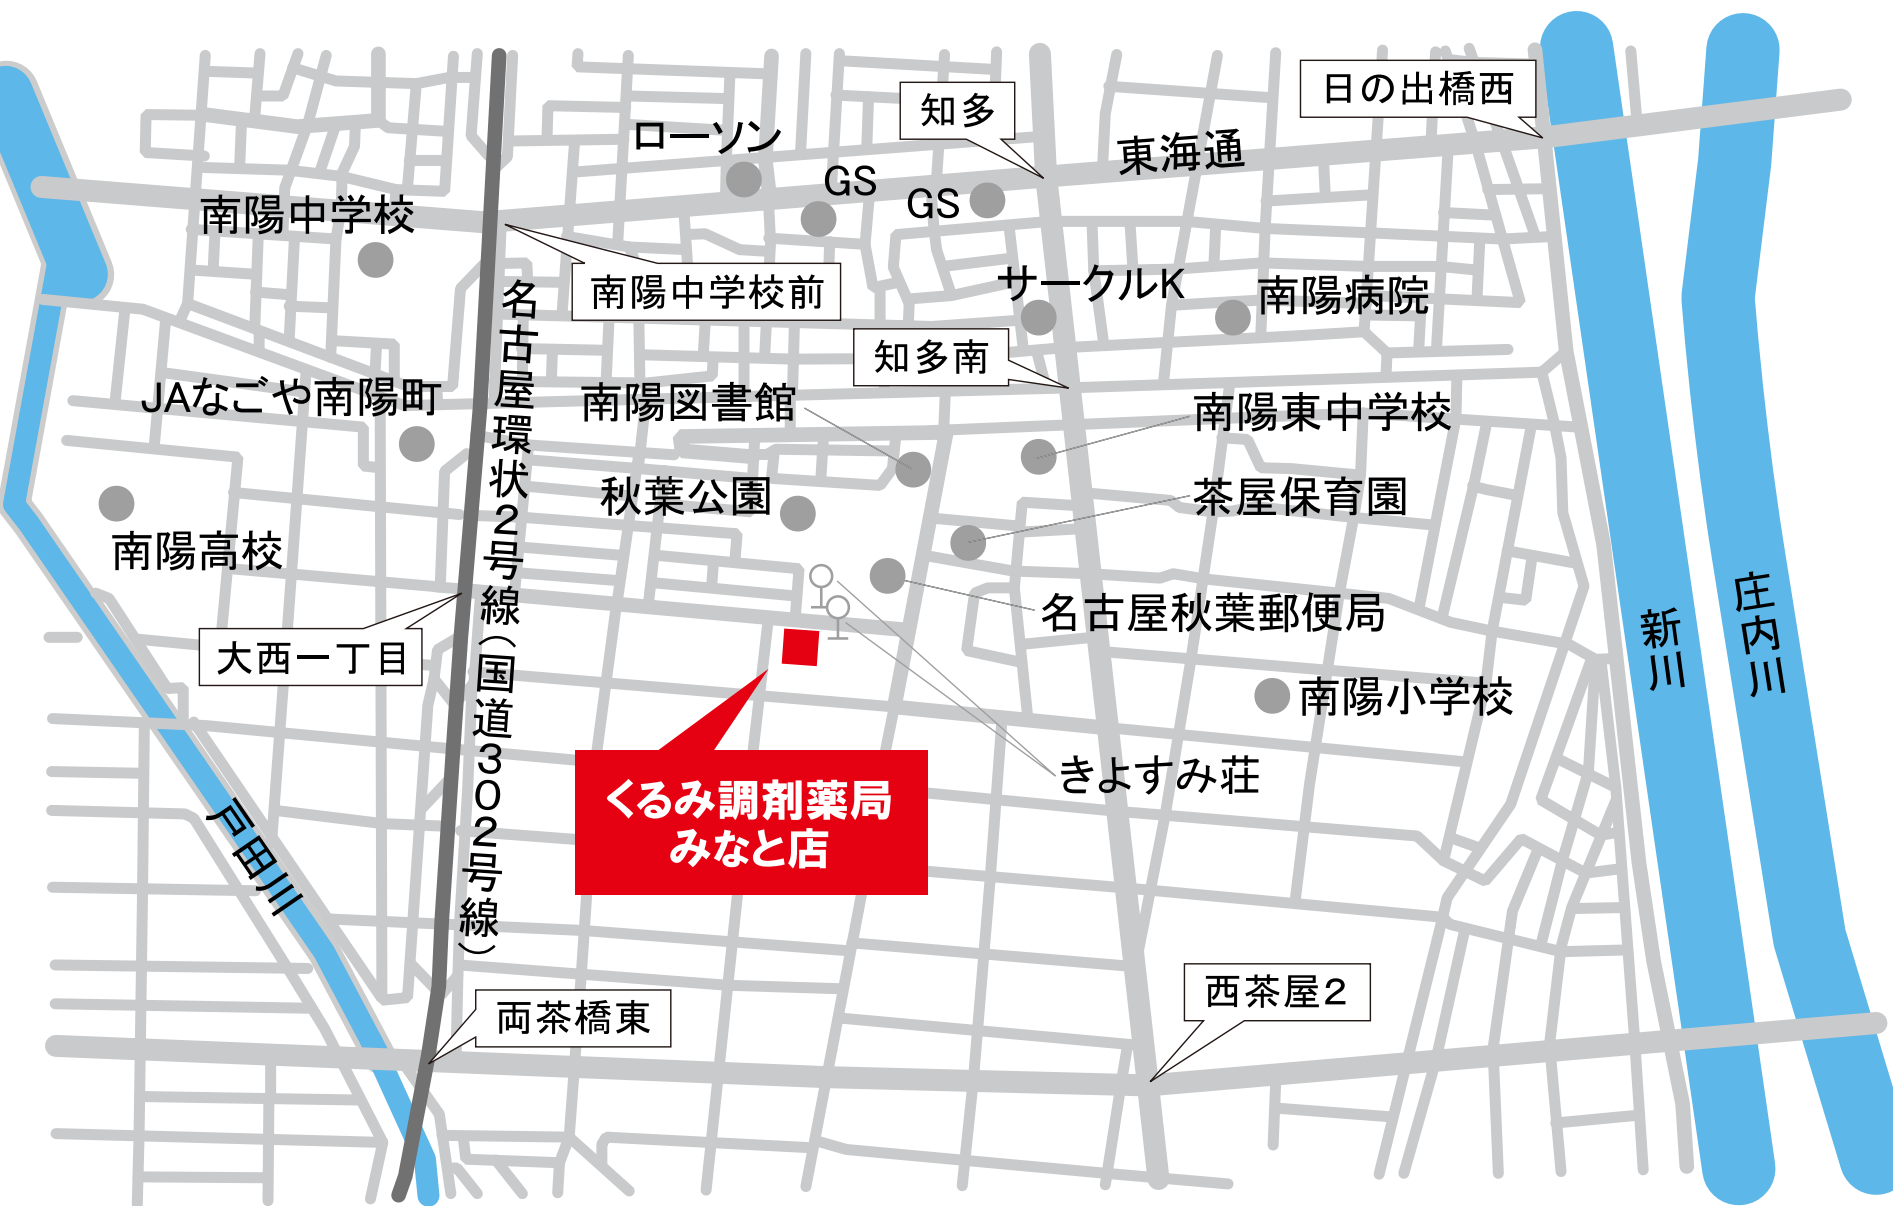 日の出橋西
知多
ローソン
東海通
GS
GS
南陽中学校
南陽中学校前
サークルK
南陽病院
知多南
JAなごや南陽町
南陽図書館
南陽東中学校
秋葉公園
茶屋保育園
南陽高校
名古屋環状2号線(国道302号線)
名古屋秋葉郵便局
大西一丁目
新川
庄内川
南陽小学校
きよすみ荘
くるみ調剤薬局
みなと店
戸田川
西茶屋2
両茶橋東